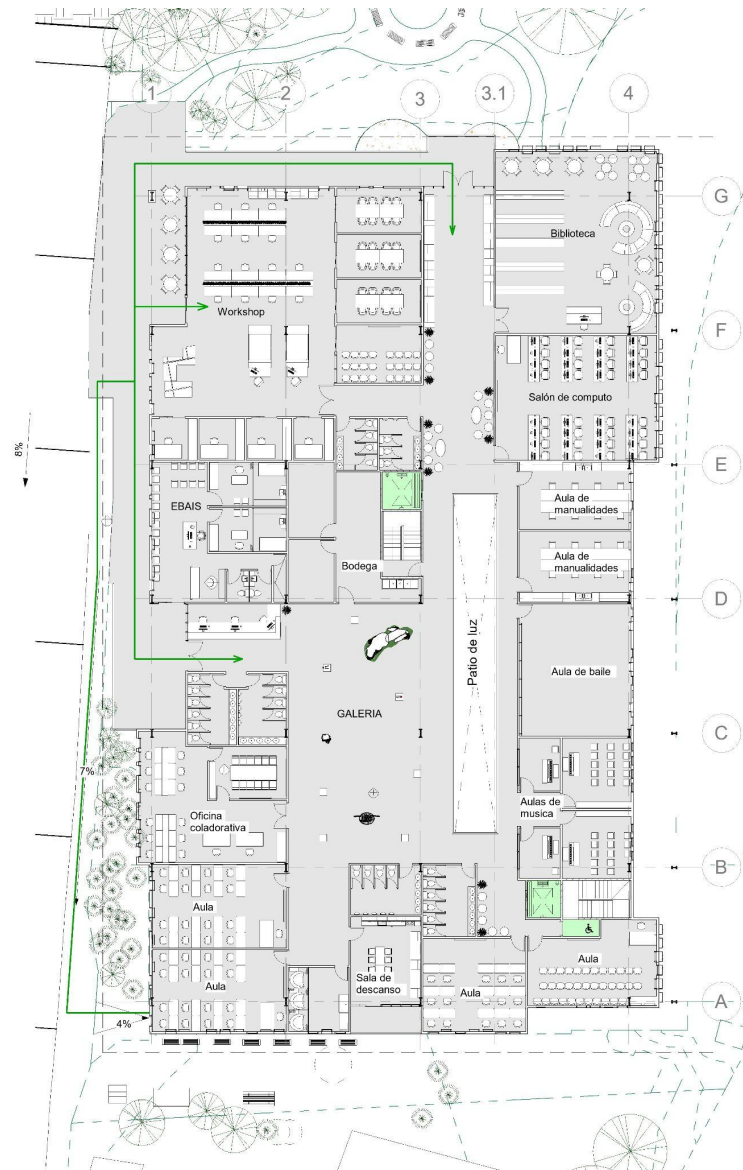 1
2
3
3.1
4
G
Biblioteca
Workshop
F
Salón de computo
8%
E
EBAIS
Aula de
manualidades
Bodega
Aula de
manualidades
D
Patio de luz
Aula de baile
GALERIA
C
7%
Oficina
coladorativa
Aulas de
musica
B
Aula
Aula
Sala de
descanso
Aula
Aula
A
4%